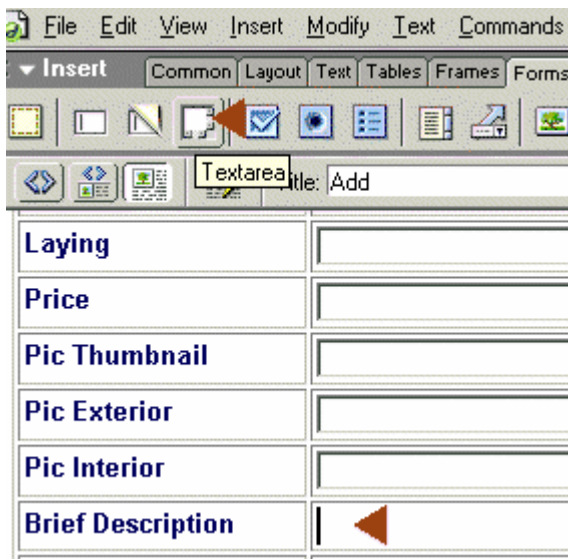 File Edit View Insert Modify Text Commands
Insert Common Layout Text Tables Frames Forms
Textarea
Title: Add
Laying
Price
Pic Thumbnail
Pic Exterior
Pic Interior
Brief Description